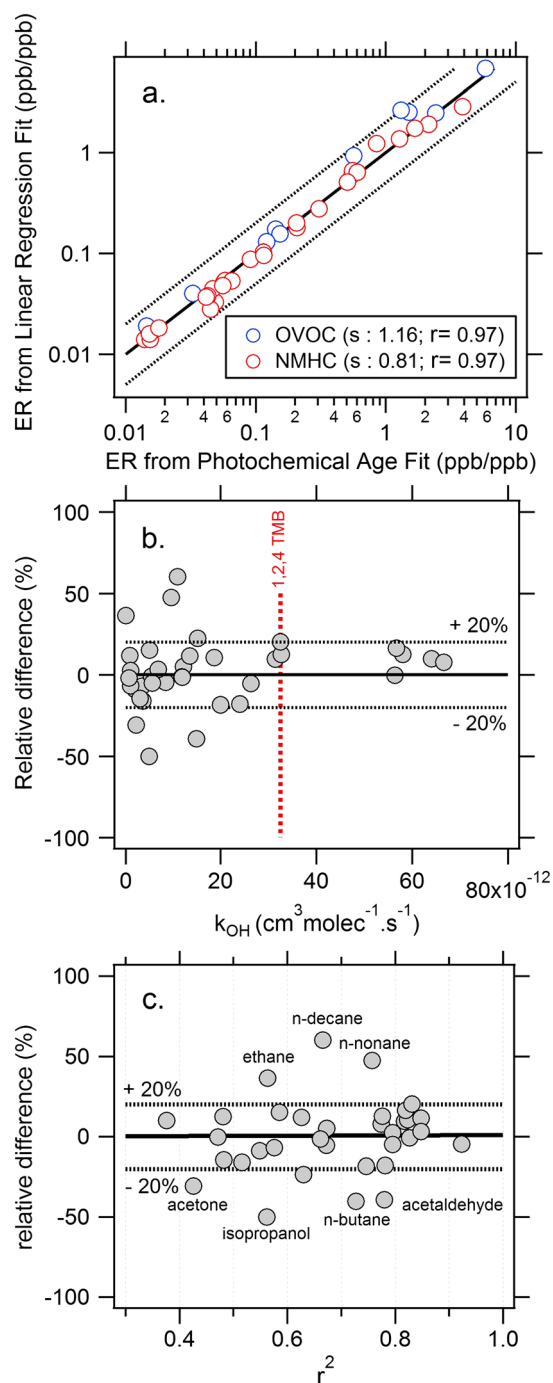 ER from Linear Regression Fit (ppb/ppb)
a.
1
0.1
0.01
OVOC (s : 1.16; r= 0.97)
NMHC (s : 0.81; r= 0.97)
0.01 2 4 6 0.1 2 4 6 1 2 4 6 10
ER from Photochemical Age Fit (ppb/ppb)
Relative difference (%)
b.
100
50
0
-50
-100
1,2,4 TMB
+ 20%
- 20%
0 20 40 60 80x10⁻¹²
kOH (cm³molec⁻¹.s⁻¹)
relative difference (%)
c.
100
50
0
-50
-100
n-decane
n-nonane
ethane
+ 20%
- 20%
acetone
acetaldehyde
n-butane
isopropanol
0.4 0.6 0.8 1.0
r²